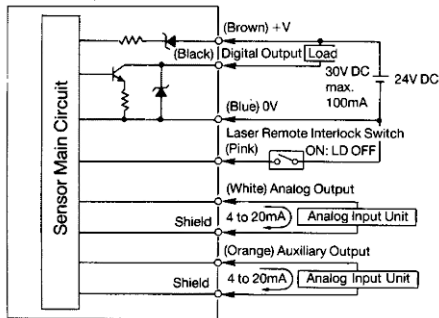 (Brown) +V
(Black) Digital Output Load
30V DC
max.
100mA
24V DC
(Blue) 0V
Laser Remote Interlock Switch
(Pink) ON: LD OFF
(White) Analog Output
Shield 4 to 20mA Analog Input Unit
(Orange) Auxiliary Output
Shield 4 to 20mA Analog Input Unit
Sensor Main Circuit